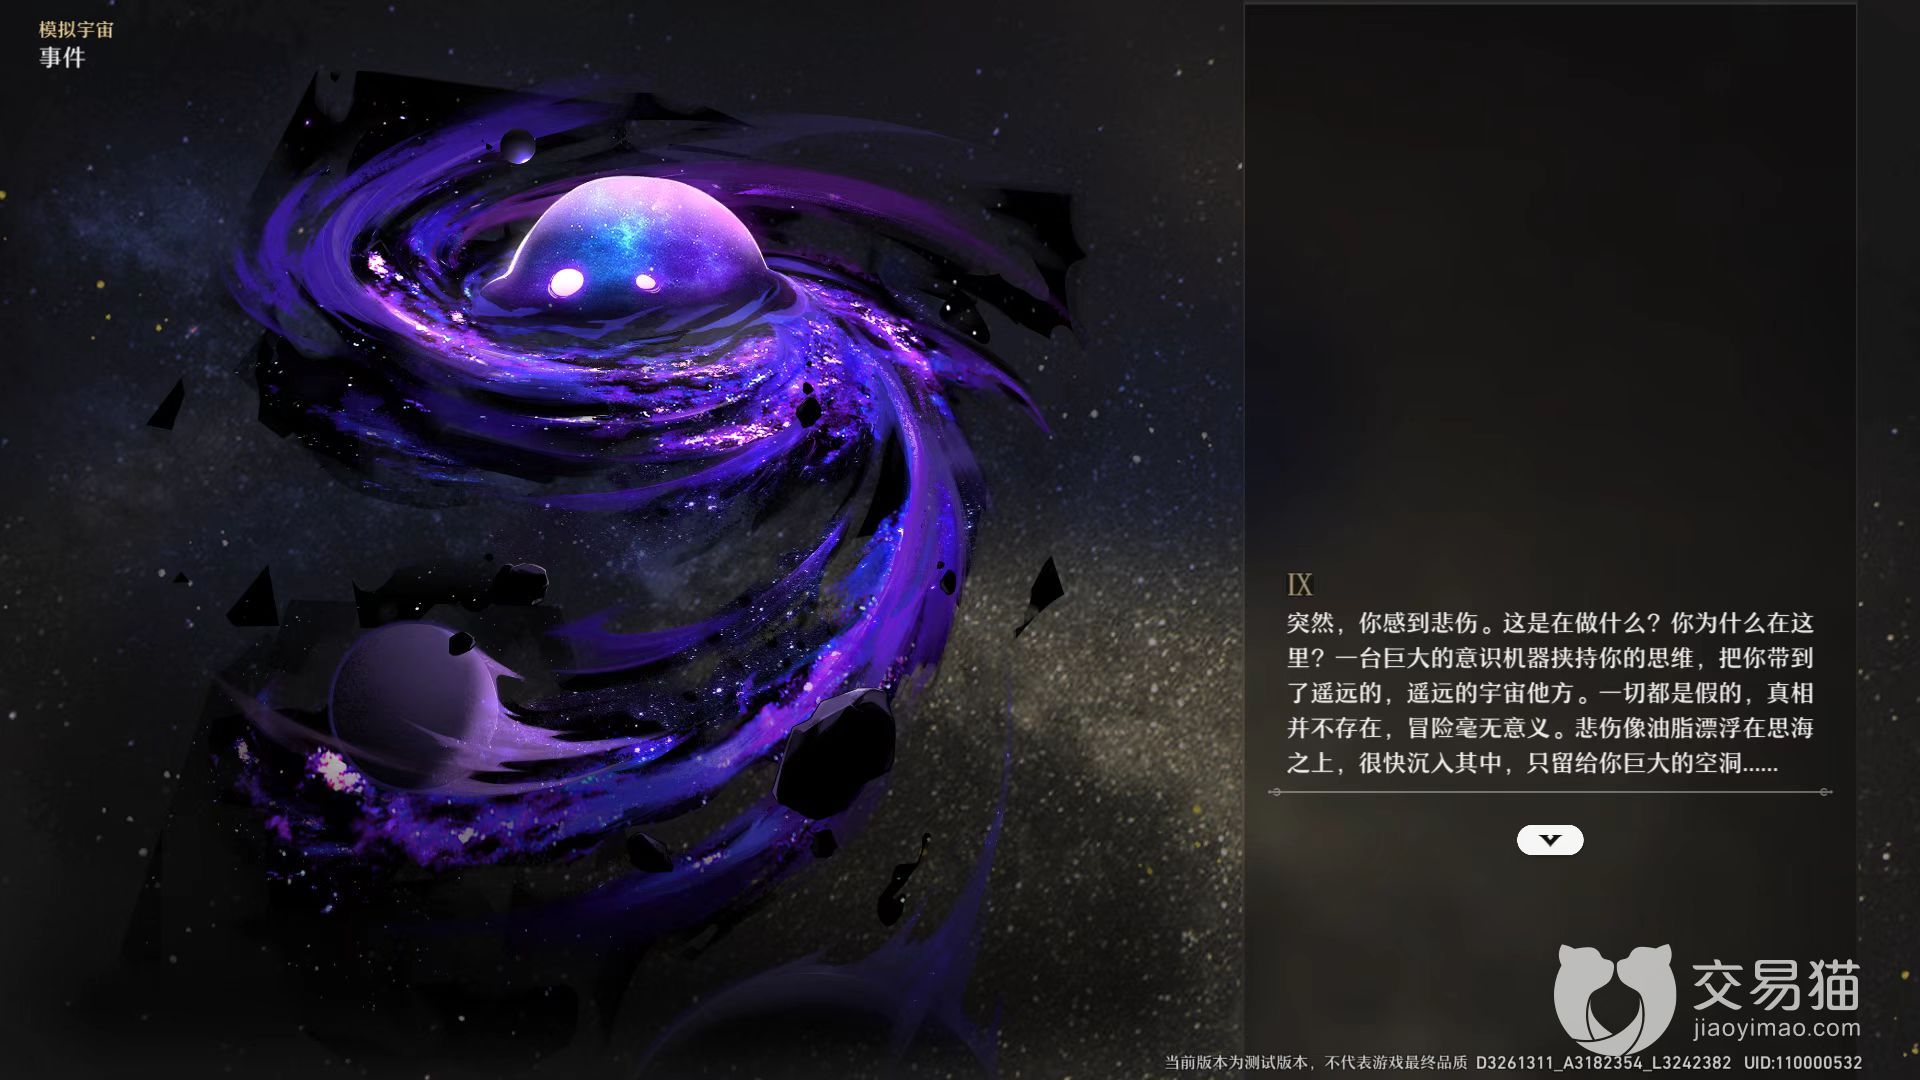 模拟宇宙
事件
IX
突然，你感到悲伤。这是在做什么？你为什么在这
里？一台巨大的意识机器挟持你的思维，把你带到
了遥远的，遥远的宇宙他方。一切都是假的，真相
并不存在，冒险毫无意义。悲伤像油脂漂浮在思海
之上，很快沉入其中，只留给你巨大的空洞......
交易猫
jiaoyimao.com
当前版本为测试版本，不代表游戏最终品质 D3261311_A3182354_L3242382 UID:110000532